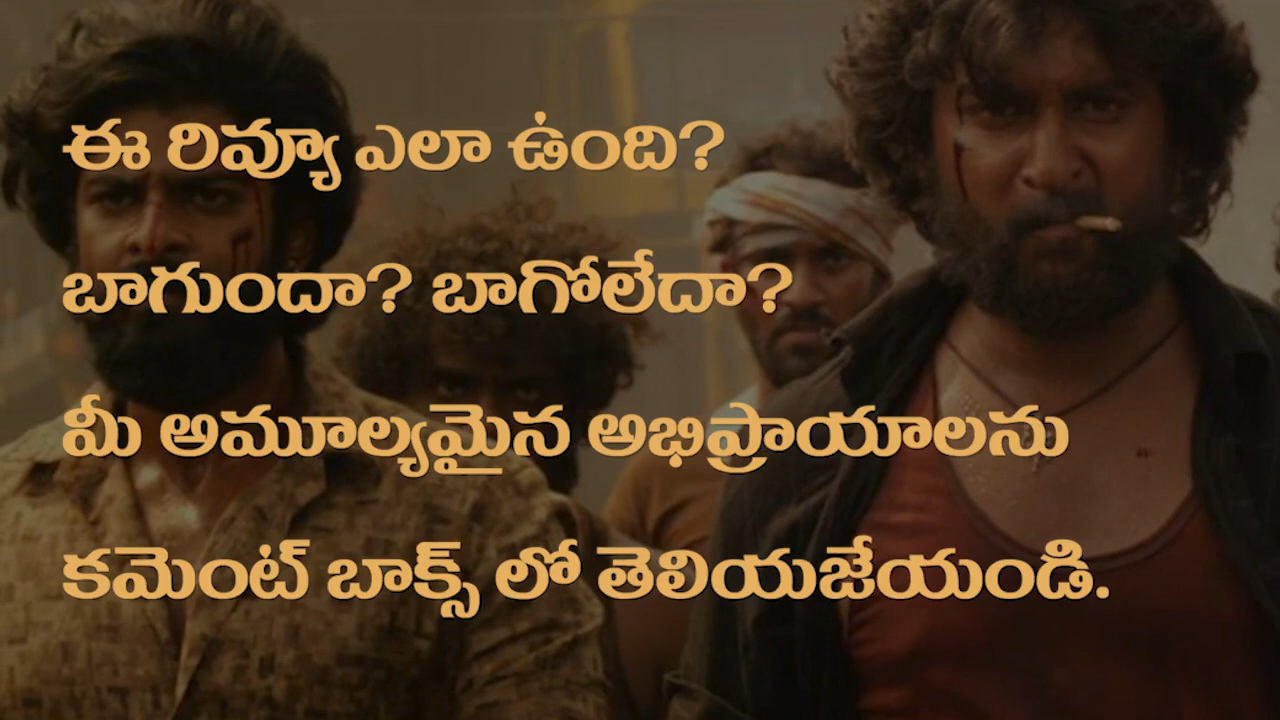 ఈ రివ్యూ ఎలా ఉంది?
బాగుందా? బాగోలేదా?
మీ అమూల్యమైన అభిప్రాయాలను
కమెంట్ బాక్స్ లో తెలియజేయండి.